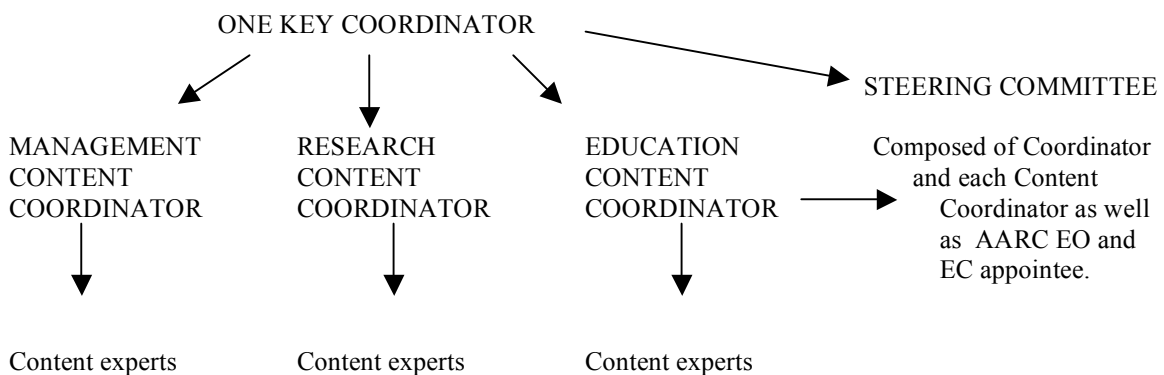 ONE KEY COORDINATOR
STEERING COMMITTEE
MANAGEMENT
CONTENT
COORDINATOR
RESEARCH
CONTENT
COORDINATOR
EDUCATION
CONTENT
COORDINATOR
Composed of Coordinator
and each Content
Coordinator as well
as AARC EO and
EC appointee.
Content experts
Content experts
Content experts